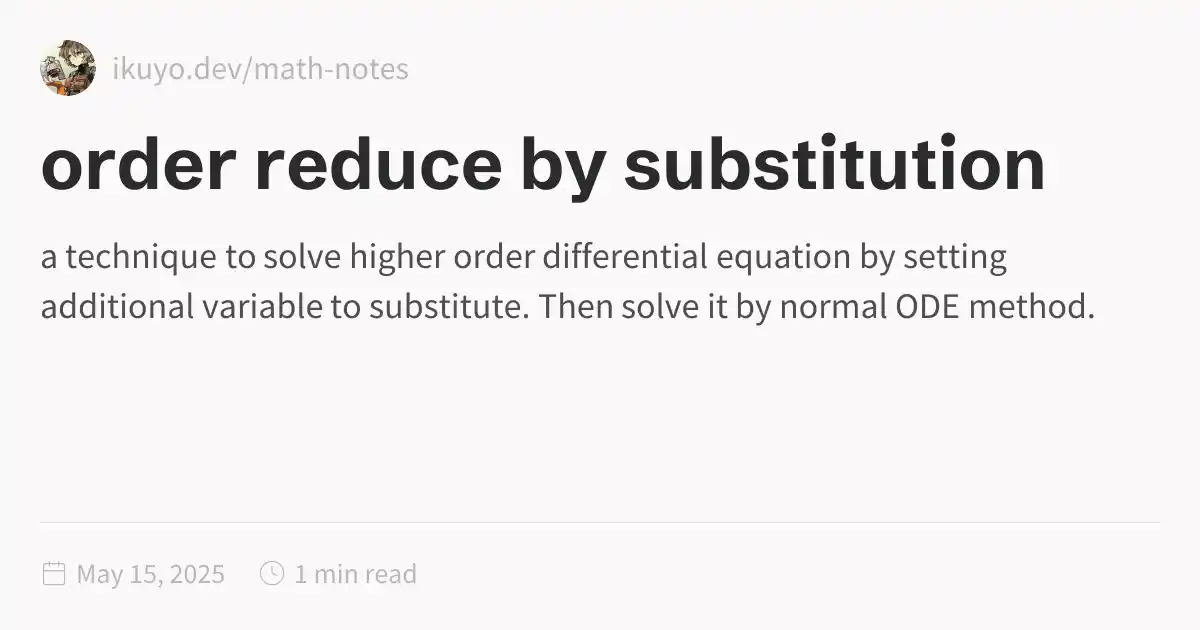 ikuyo.dev/math-notes
order reduce by substitution
a technique to solve higher order differential equation by setting
additional variable to substitute. Then solve it by normal ODE method.
May 15, 2025 1 min read